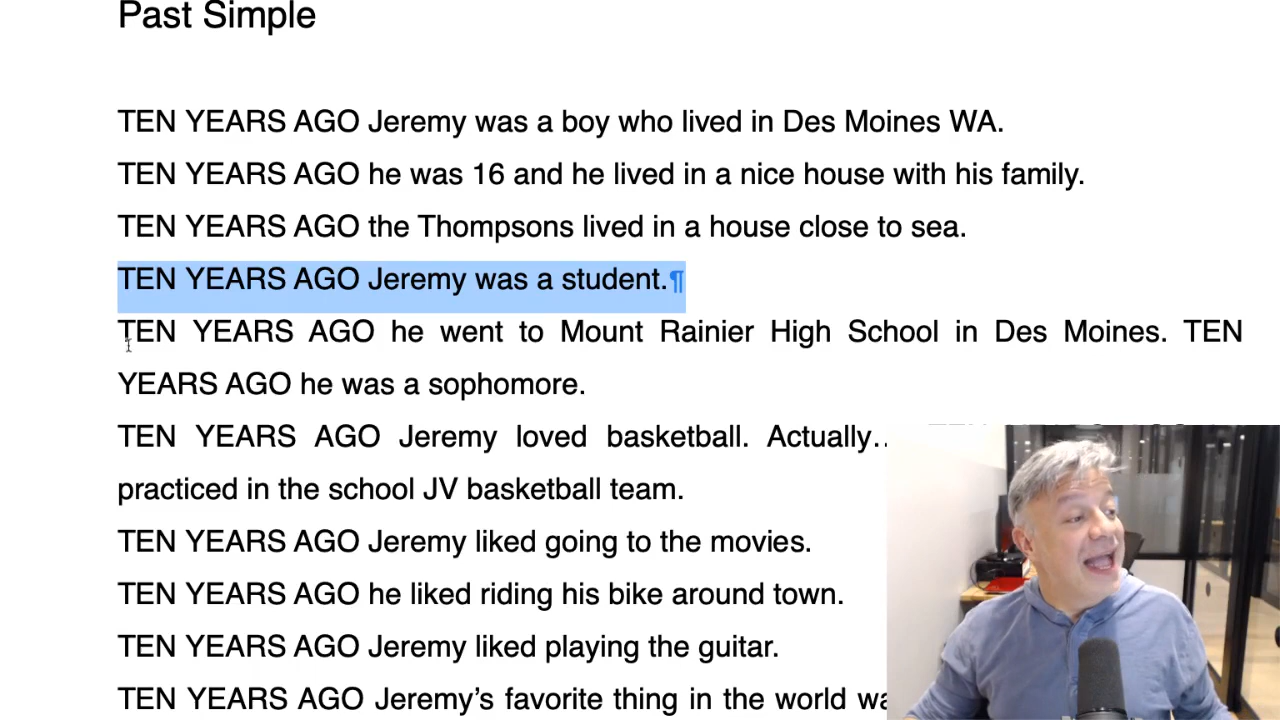 Past Simple
TEN YEARS AGO Jeremy was a boy who lived in Des Moines WA.
TEN YEARS AGO he was 16 and he lived in a nice house with his family.
TEN YEARS AGO the Thompsons lived in a house close to sea.
TEN YEARS AGO Jeremy was a student.¶
TEN YEARS AGO he went to Mount Rainier High School in Des Moines. TEN
YEARS AGO he was a sophomore.
TEN YEARS AGO Jeremy loved basketball. Actually..
practiced in the school JV basketball team.
TEN YEARS AGO Jeremy liked going to the movies.
TEN YEARS AGO he liked riding his bike around town.
TEN YEARS AGO Jeremy liked playing the guitar.
TEN YEARS AGO Jeremy’s favorite thing in the world